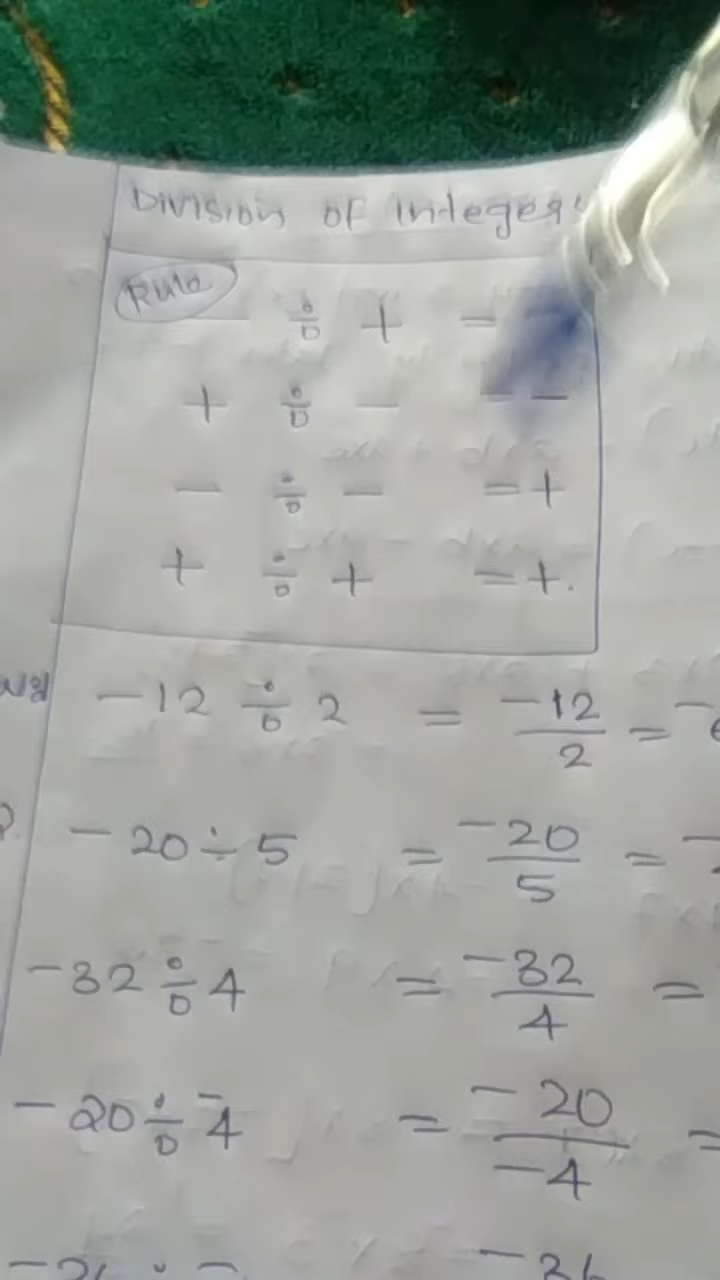 Division of Integers
Rule
- ÷ + = -
+ ÷ - = -
- ÷ - = +
+ ÷ + = +.
-12 ÷ 2 = -12/2 = -
-20 ÷ 5 = -20/5 = -
-32 ÷ 4 = -32/4 =
-20 ÷ -4 = -20/-4 =